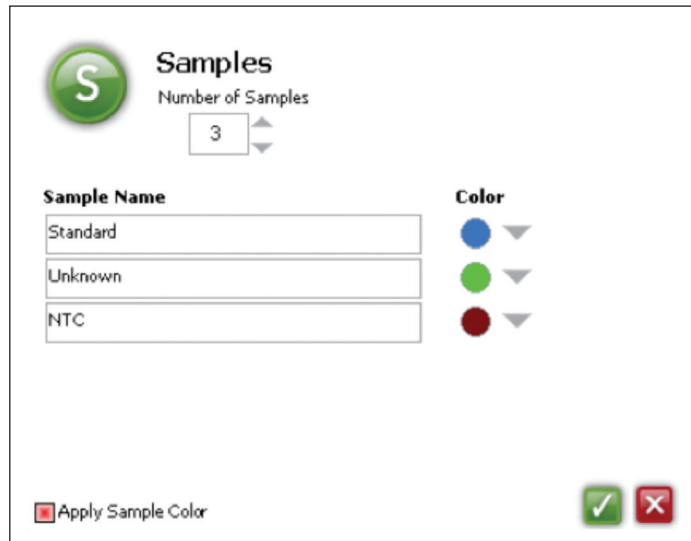 S
Samples
Number of Samples
3
Sample Name Color
Standard
Unknown
NTC
Apply Sample Color